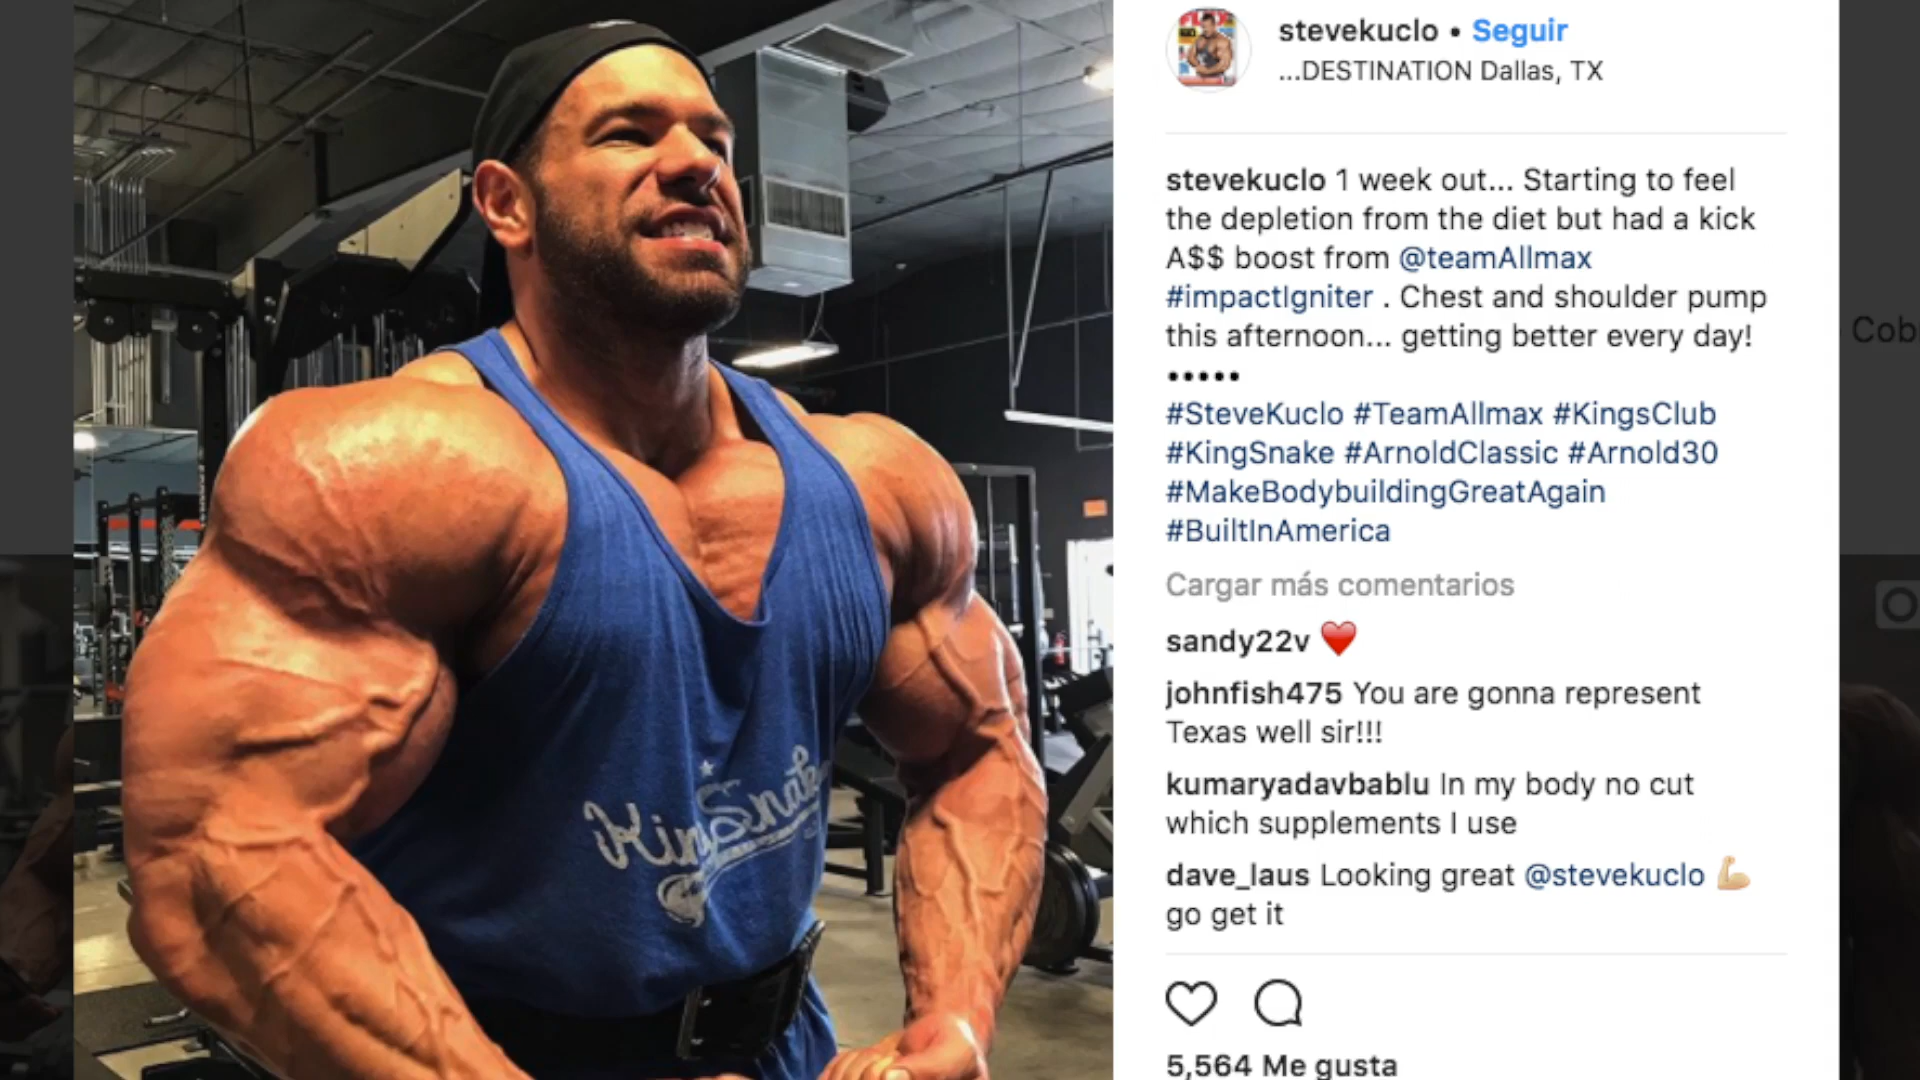 stevekuclo • Seguir
...DESTINATION Dallas, TX
stevekuclo 1 week out... Starting to feel
the depletion from the diet but had a kick
A$$ boost from @teamAllmax
#impactIgniter . Chest and shoulder pump
this afternoon... getting better every day!
•••••
#SteveKuclo #TeamAllmax #KingsClub
#KingSnake #ArnoldClassic #Arnold30
#MakeBodybuildingGreatAgain
#BuiltInAmerica
Cargar más comentarios
sandy22v ❤️
johnfish475 You are gonna represent
Texas well sir!!!
kumaryadavbablu In my body no cut
which supplements I use
dave_laus Looking great @stevekuclo 💪🏼
go get it
5,564 Me gusta
KingSnake
Cob